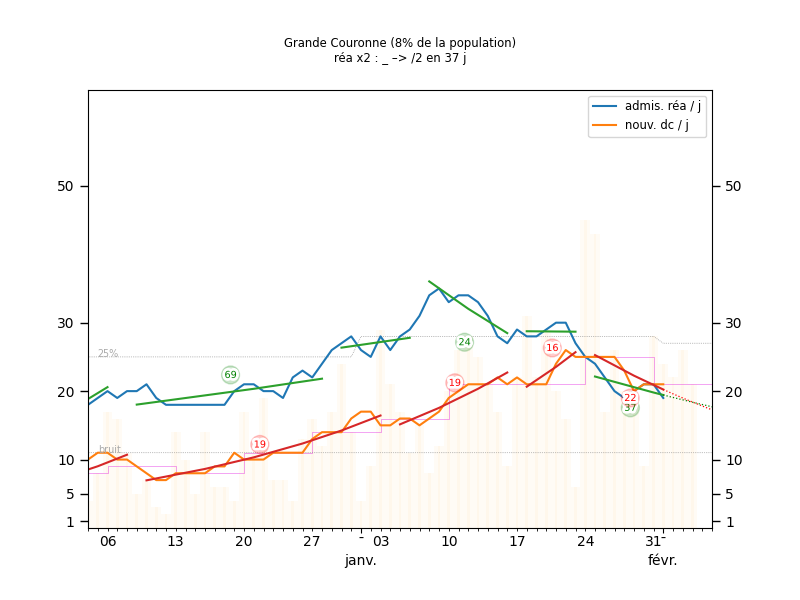 Grande Couronne (8% de la population)
réa x2 : _ –> /2 en 37 j
admis. réa / j
nouv. dc / j
50 50
30 30
25%
24
16
69
20 20
19
22
37
19
bruit
10 10
5 5
1 1
06 13 20 27 - 03 10 17 24 31 -
janv. févr.